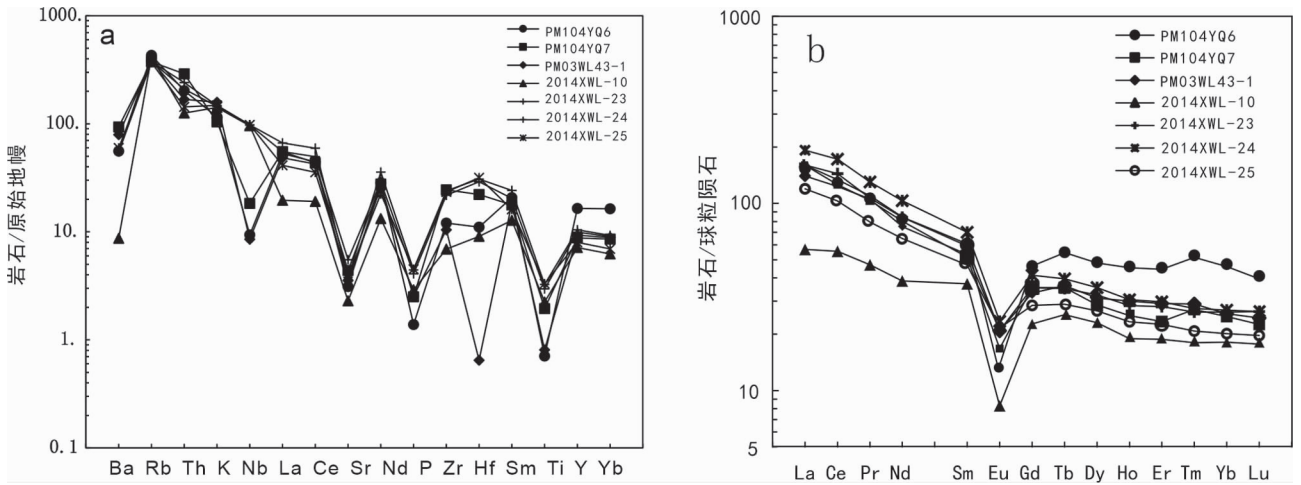 a
1000.
100.
10.
1.
0.1
岩石/原始地幔
PM104YQ6
PM104YQ7
PM03WL43-1
2014XWL-10
2014XWL-23
2014XWL-24
2014XWL-25
Ba Rb Th K Nb La Ce Sr Nd P Zr Hf Sm Ti Y Yb
b
1000
100
10
5
岩石/球粒陨石
PM104YQ6
PM104YQ7
PM03WL43-1
2014XWL-10
2014XWL-23
2014XWL-24
2014XWL-25
La Ce Pr Nd Sm Eu Gd Tb Dy Ho Er Tm Yb Lu